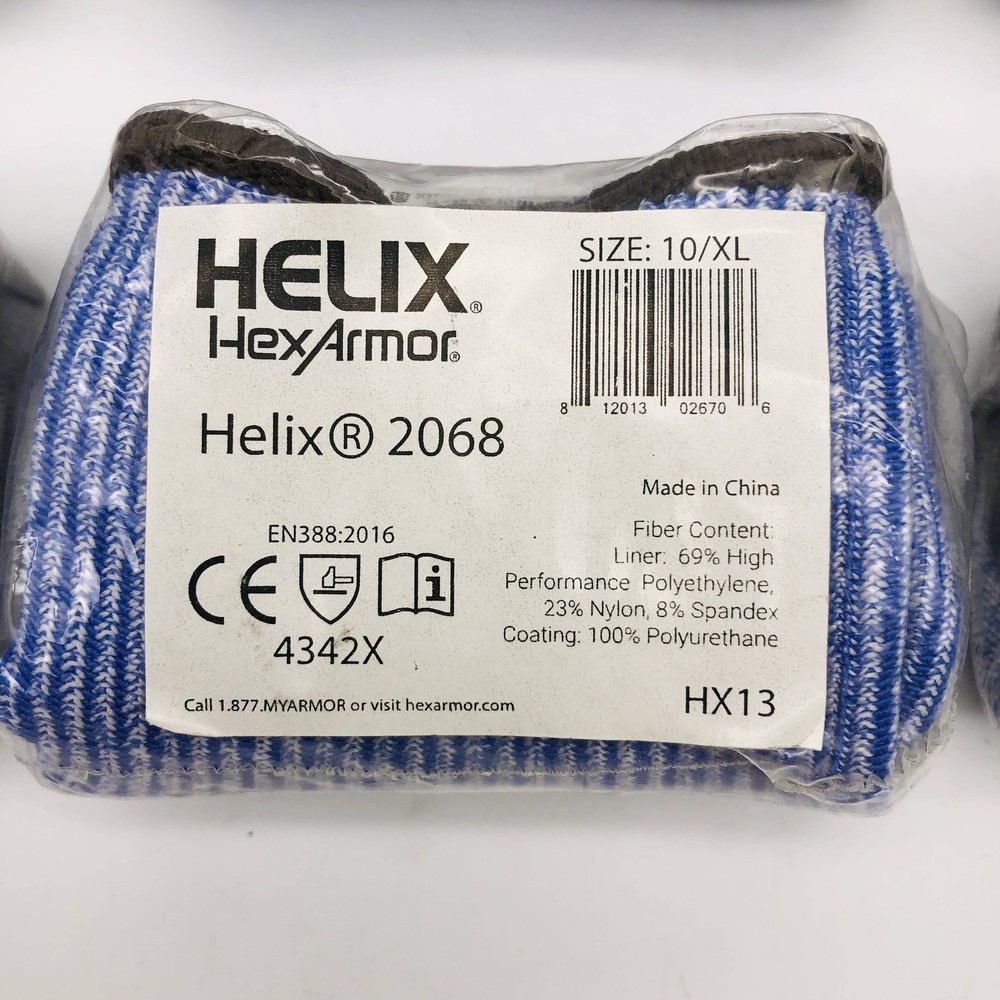 HELIX®
HexArmor®
SIZE: 10/XL
8 12013 02670 6
Helix® 2068
Made in China
Fiber Content:
Liner: 69% High
Performance Polyethylene,
23% Nylon, 8% Spandex
Coating: 100% Polyurethane
EN388:2016
CE
i
4342X
Call 1.877.MYARMOR or visit hexarmor.com
HX13